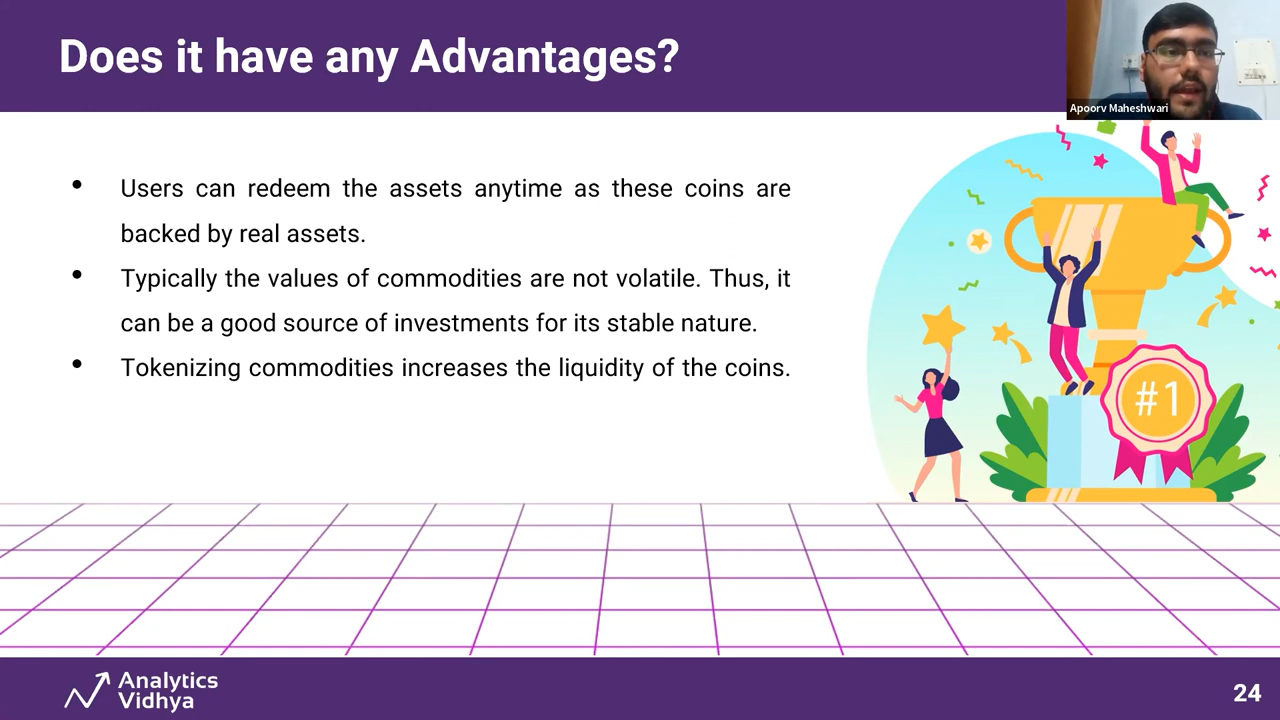 Does it have any Advantages?
Apoorv Maheshwari
• Users can redeem the assets anytime as these coins are
backed by real assets.
• Typically the values of commodities are not volatile. Thus, it
can be a good source of investments for its stable nature.
• Tokenizing commodities increases the liquidity of the coins.
#1
Analytics
Vidhya
24